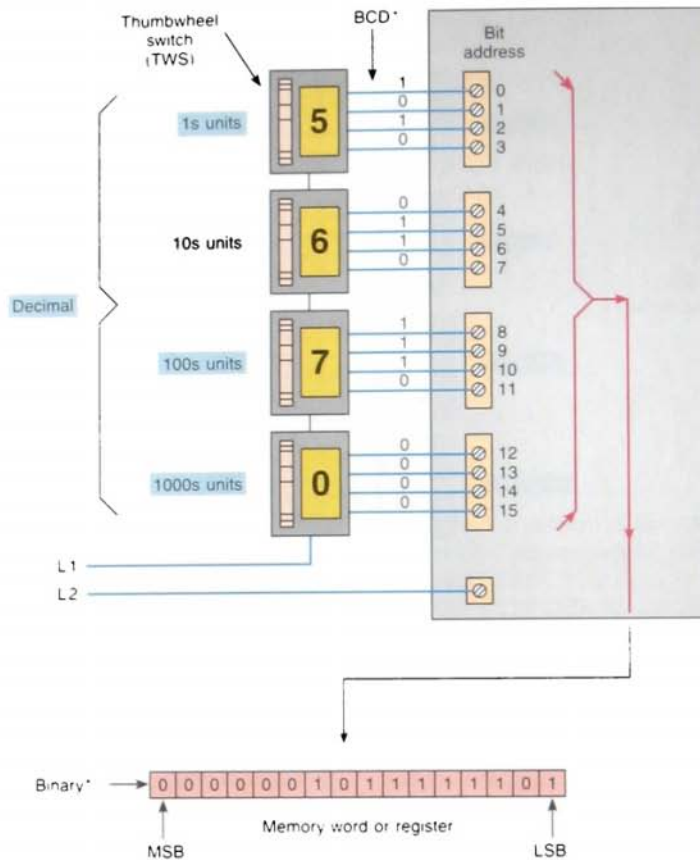 Thumbwheel
switch
(TWS)
BCD*
Bit
address
Decimal
1s units
5
1 0
0 1
1 2
0 3
10s units
6
0 4
1 5
1 6
0 7
100s units
7
1 8
1 9
1 10
0 11
1000s units
0
0 12
0 13
0 14
0 15
L1
L2
Binary*
0 0 0 0 0 0 1 0 1 1 1 1 1 1 0 1
Memory word or register
MSB
LSB